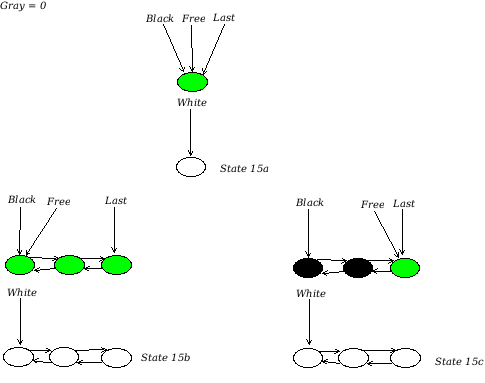 Gray = 0
Black Free Last
White
State 15a
Black Free Last
White
State 15b
Black Free Last
White
State 15c